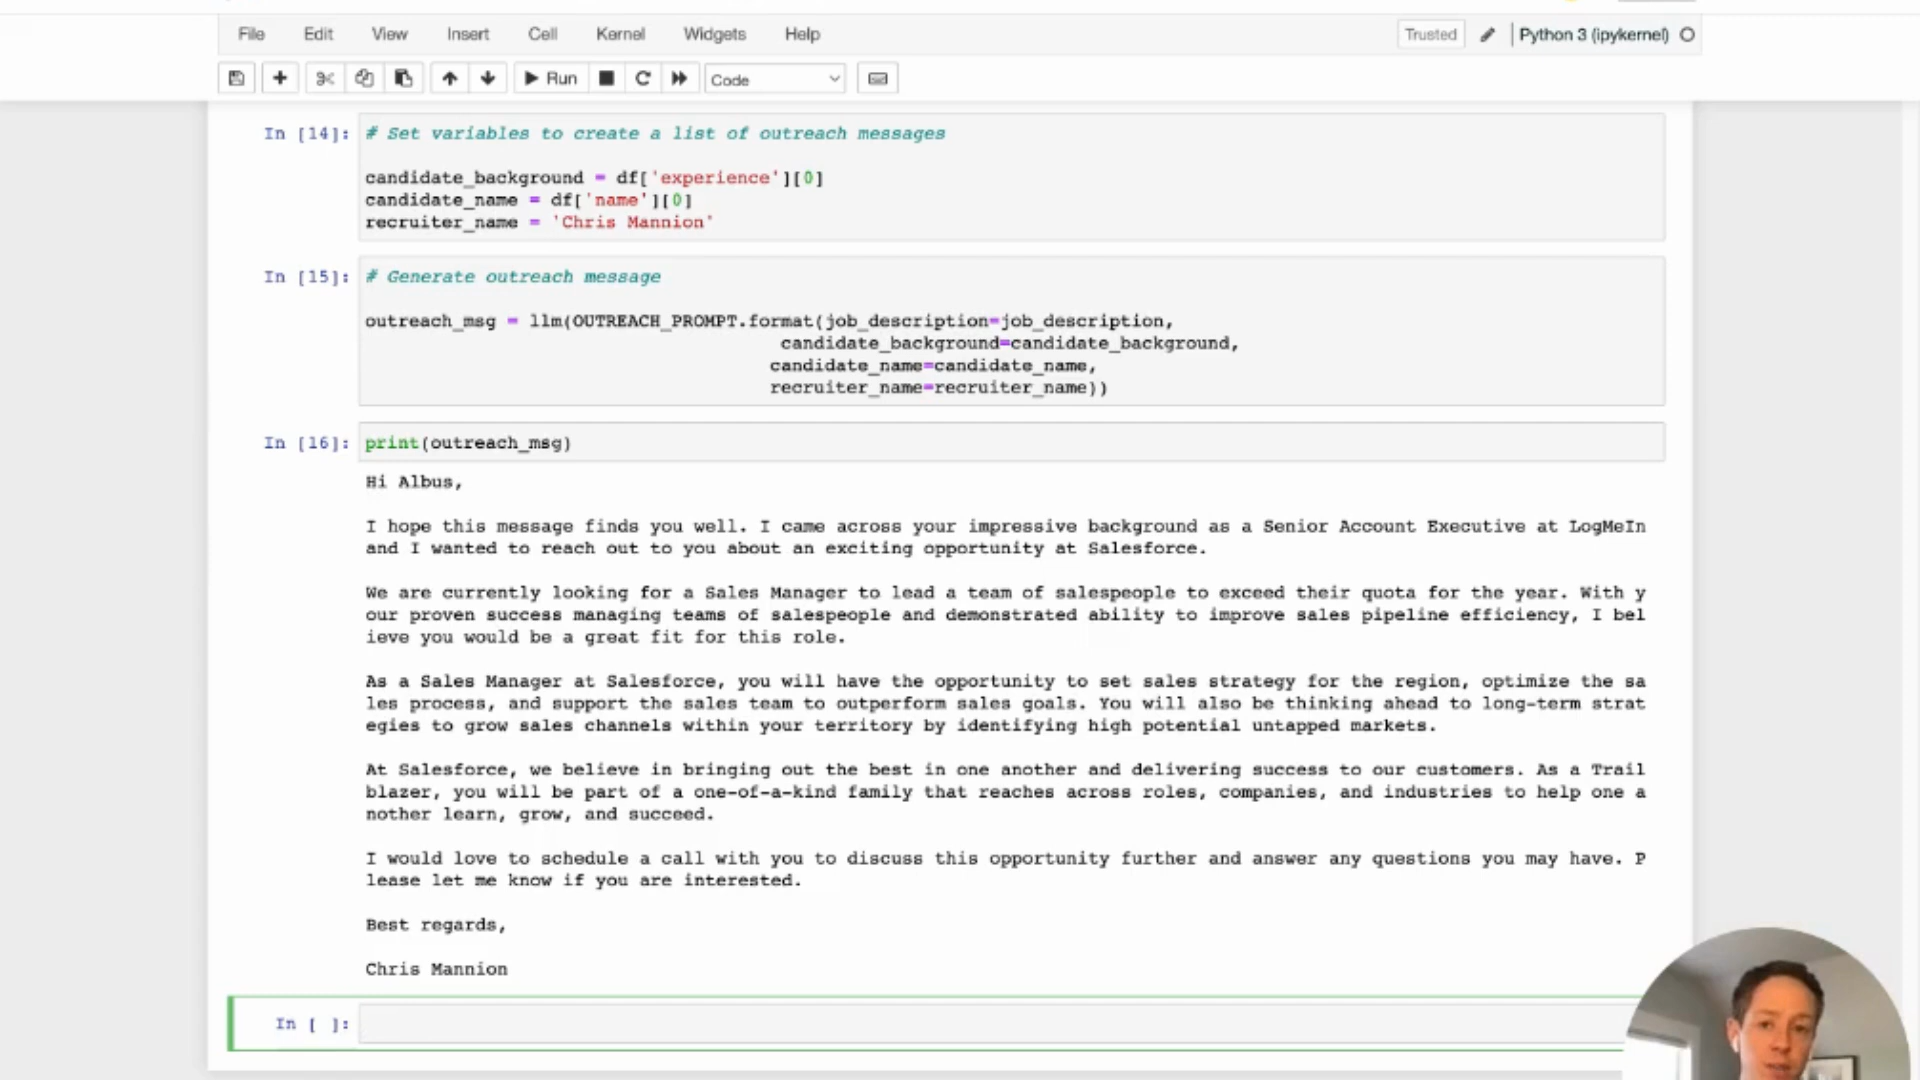 File Edit View Insert Cell Kernel Widgets Help Trusted Python 3 (ipykernel)
Run Code
In [14]: # Set variables to create a list of outreach messages
candidate_background = df['experience'][0]
candidate_name = df['name'][0]
recruiter_name = 'Chris Mannion'
In [15]: # Generate outreach message
outreach_msg = llm(OUTREACH_PROMPT.format(job_description=job_description,
candidate_background=candidate_background,
candidate_name=candidate_name,
recruiter_name=recruiter_name))
In [16]: print(outreach_msg)
Hi Albus,
I hope this message finds you well. I came across your impressive background as a Senior Account Executive at LogMeIn
and I wanted to reach out to you about an exciting opportunity at Salesforce.
We are currently looking for a Sales Manager to lead a team of salespeople to exceed their quota for the year. With y
our proven success managing teams of salespeople and demonstrated ability to improve sales pipeline efficiency, I bel
ieve you would be a great fit for this role.
As a Sales Manager at Salesforce, you will have the opportunity to set sales strategy for the region, optimize the sa
les process, and support the sales team to outperform sales goals. You will also be thinking ahead to long-term strat
egies to grow sales channels within your territory by identifying high potential untapped markets.
At Salesforce, we believe in bringing out the best in one another and delivering success to our customers. As a Trail
blazer, you will be part of a one-of-a-kind family that reaches across roles, companies, and industries to help one a
nother learn, grow, and succeed.
I would love to schedule a call with you to discuss this opportunity further and answer any questions you may have. P
lease let me know if you are interested.
Best regards,
Chris Mannion
In [ ]: